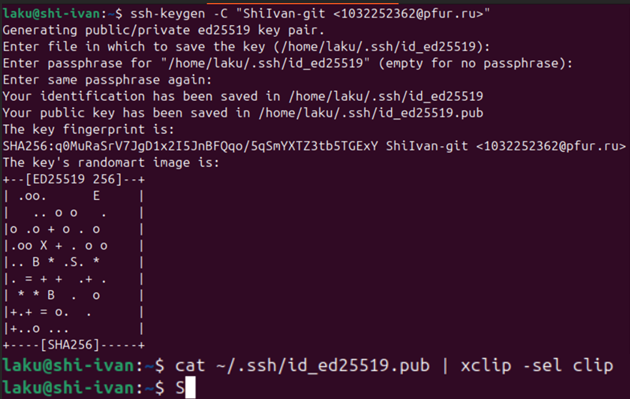 laku@shi-ivan:~$ ssh-keygen -C "ShiIvan-git <1032252362@pfur.ru>"
Generating public/private ed25519 key pair.
Enter file in which to save the key (/home/laku/.ssh/id_ed25519):
Enter passphrase for "/home/laku/.ssh/id_ed25519" (empty for no passphrase):
Enter same passphrase again:
Your identification has been saved in /home/laku/.ssh/id_ed25519
Your public key has been saved in /home/laku/.ssh/id_ed25519.pub
The key fingerprint is:
SHA256:q0MuRaSrV7JgD1x2I5JnBFQqo/5qSmYXTZ3tb5TGExY ShiIvan-git <1032252362@pfur.ru>
The key's randomart image is:
+--[ED25519 256]--+
| .oo.      E     |
|   .. o o   .    |
|o .o + o . o     |
|.oo X + . o o    |
|.. B * .S. *     |
|. = + +  .+ .    |
| * * B  .  o     |
|+.+ = o.  .      |
|+..o ...         |
+----[SHA256]-----+
laku@shi-ivan:~$ cat ~/.ssh/id_ed25519.pub | xclip -sel clip
laku@shi-ivan:~$ S